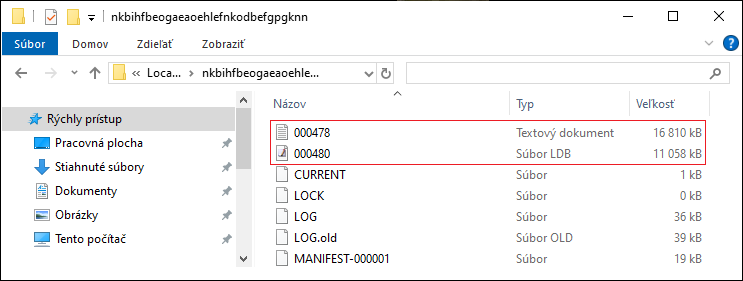 nkbihfbeogaeaoehlefnkodbefgpgknn
Súbor Domov Zdieľať Zobraziť
« Loca... nkbihfbeogaeaoehle...
Názov Typ Veľkosť
Rýchly prístup
Pracovná plocha
Stiahnuté súbory
Dokumenty
Obrázky
Tento počítač
000478 Textový dokument 16 810 kB
000480 Súbor LDB 11 058 kB
CURRENT Súbor 1 kB
LOCK Súbor 0 kB
LOG Súbor 36 kB
LOG.old Súbor OLD 39 kB
MANIFEST-000001 Súbor 19 kB